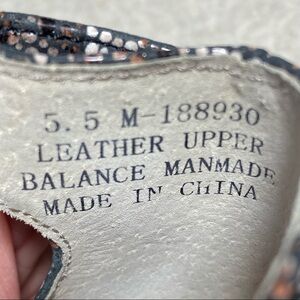 5.5 M-188930
LEATHER UPPER
BALANCE MANMADE
MADE IN CHINA